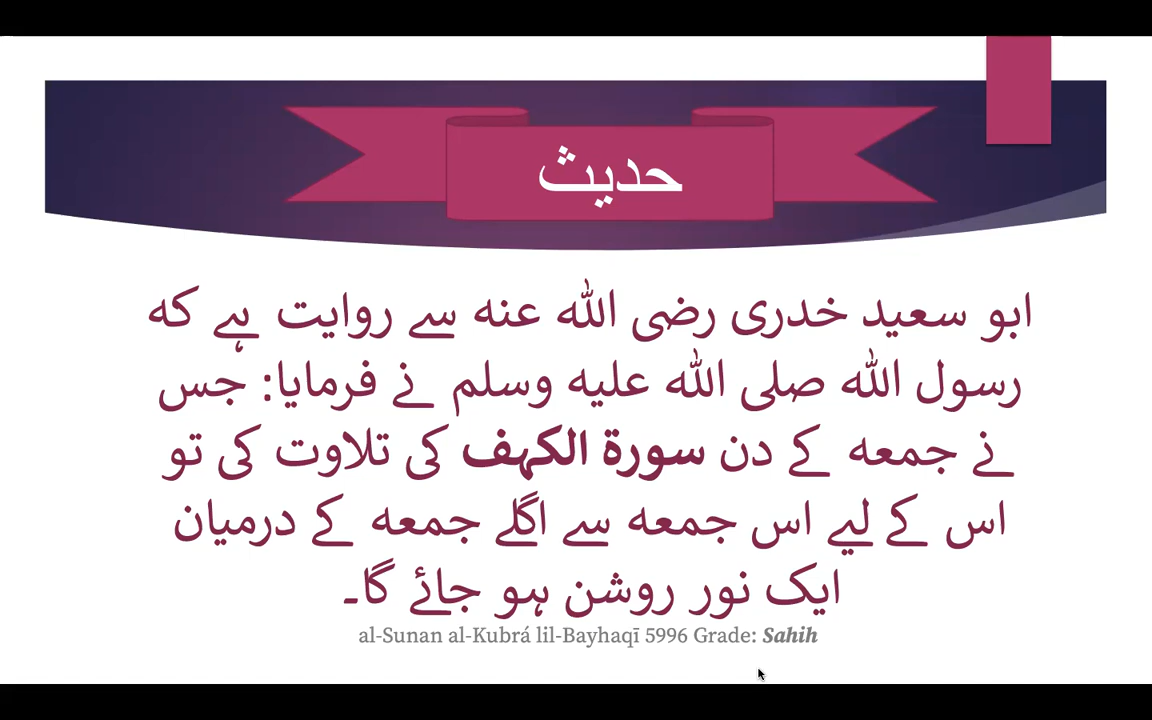 حدیث
ابو سعید خدری رضی اللہ عنہ سے روایت ہے کہ
رسول اللہ صلی اللہ علیہ وسلم نے فرمایا: جس
نے جمعہ کے دن سورۃ الکہف کی تلاوت کی تو
اس کے لیے اس جمعہ سے اگلے جمعہ کے درمیان
ایک نور روشن ہو جائے گا۔
al-Sunan al-Kubrá lil-Bayhaqī 5996 Grade: Sahih